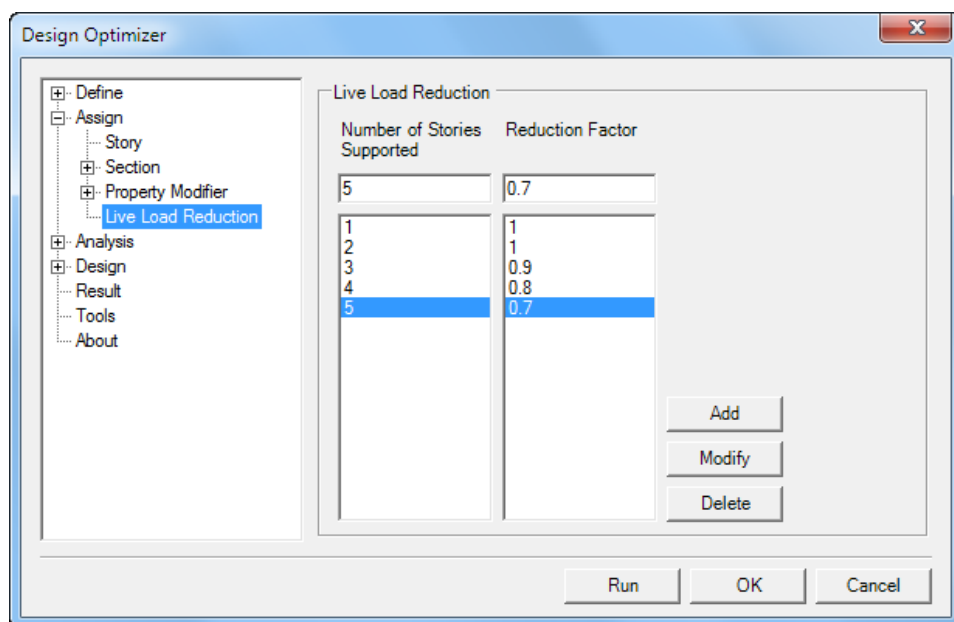 Design Optimizer
Define
Assign
Story
Section
Property Modifier
Live Load Reduction
Analysis
Design
Result
Tools
About
Live Load Reduction
Number of Stories Supported
Reduction Factor
5 0.7
1 1
2 1
3 0.9
4 0.8
5 0.7
Add
Modify
Delete
Run OK Cancel